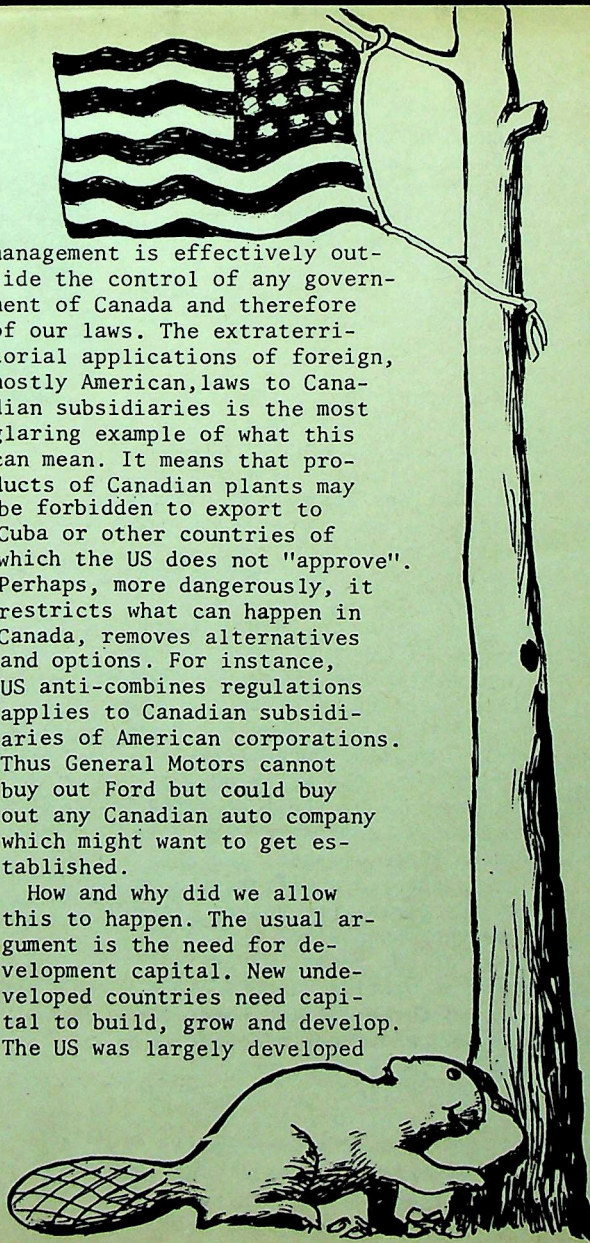 anagement is effectively out-
ide the control of any govern-
ent of Canada and therefore
of our laws. The extraterri-
orial applications of foreign,
ostly American,laws to Cana-
dian subsidiaries is the most
glaring example of what this
can mean. It means that pro-
ducts of Canadian plants may
be forbidden to export to
Cuba or other countries of
which the US does not "approve".
Perhaps, more dangerously, it
restricts what can happen in
Canada, removes alternatives
and options. For instance,
US anti-combines regulations
applies to Canadian subsidi-
aries of American corporations.
Thus General Motors cannot
buy out Ford but could buy
out any Canadian auto company
which might want to get es-
tablished.
How and why did we allow
this to happen. The usual ar-
gument is the need for de-
velopment capital. New unde-
veloped countries need capi-
tal to build, grow and develop.
The US was largely developed